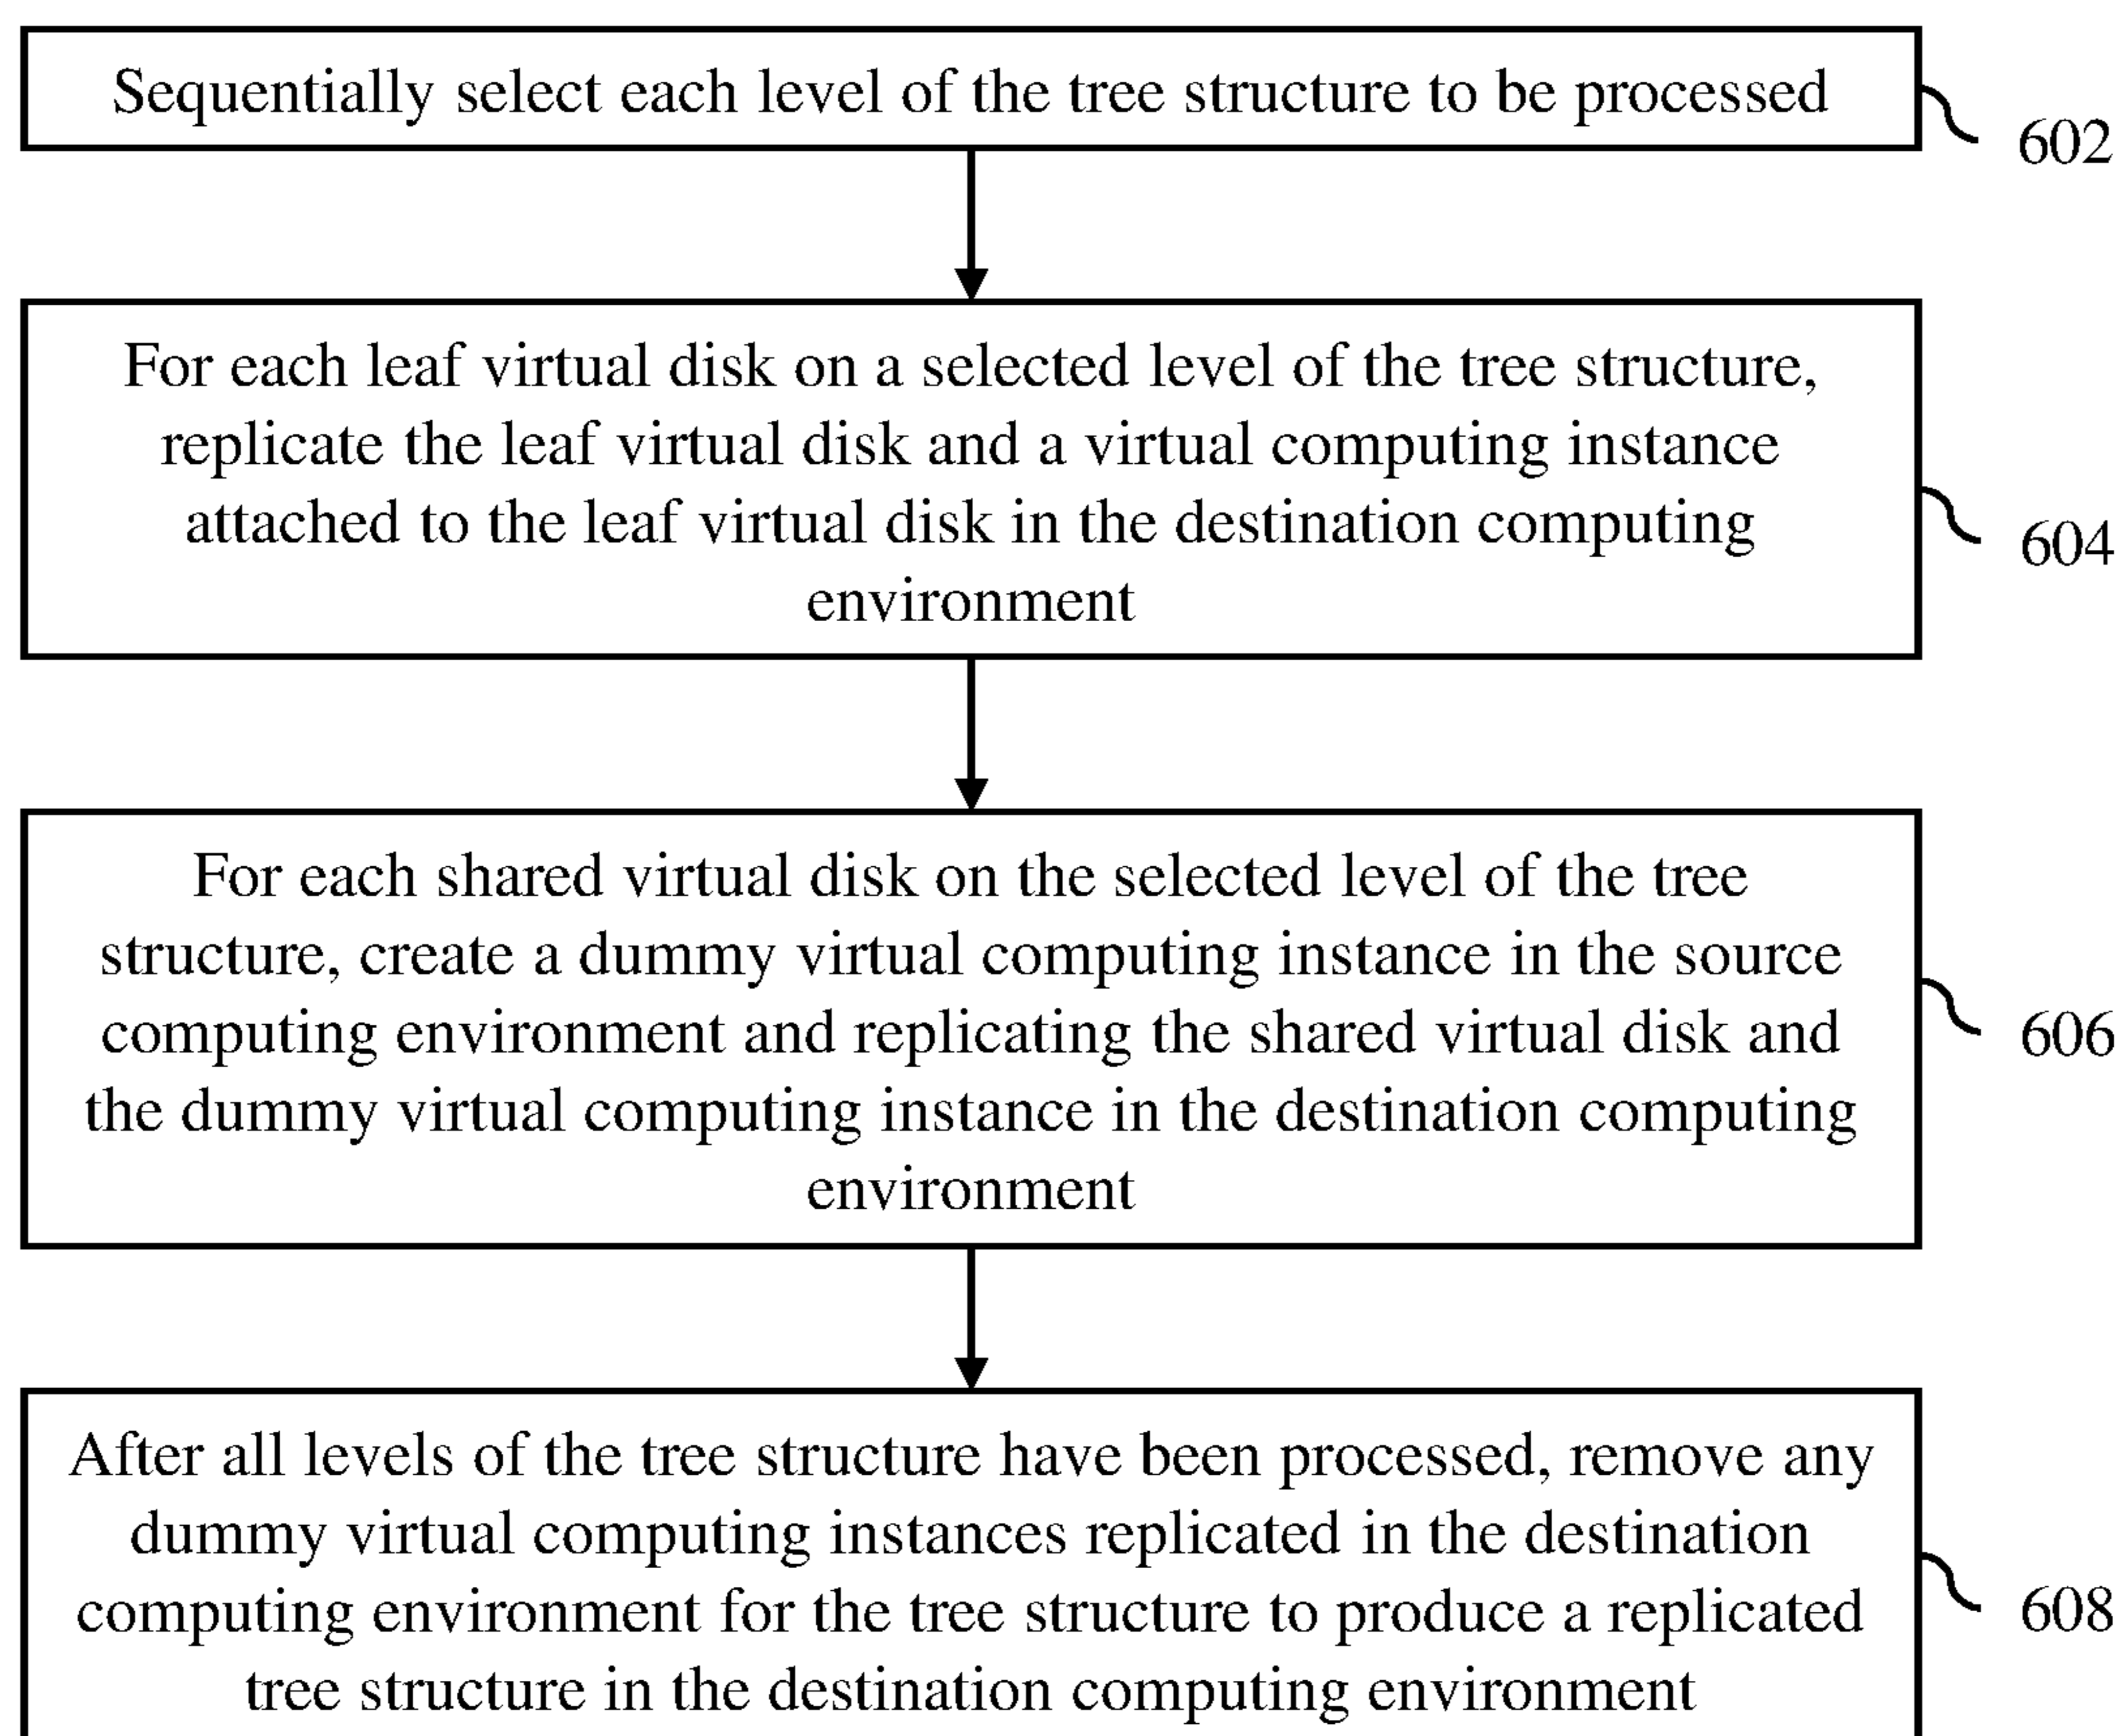 Sequentially select each level of the tree structure to be processed
602
For each leaf virtual disk on a selected level of the tree structure,
replicate the leaf virtual disk and a virtual computing instance
attached to the leaf virtual disk in the destination computing
environment
604
For each shared virtual disk on the selected level of the tree
structure, create a dummy virtual computing instance in the source
computing environment and replicating the shared virtual disk and
the dummy virtual computing instance in the destination computing
environment
606
After all levels of the tree structure have been processed, remove any
dummy virtual computing instances replicated in the destination
computing environment for the tree structure to produce a replicated
tree structure in the destination computing environment
608